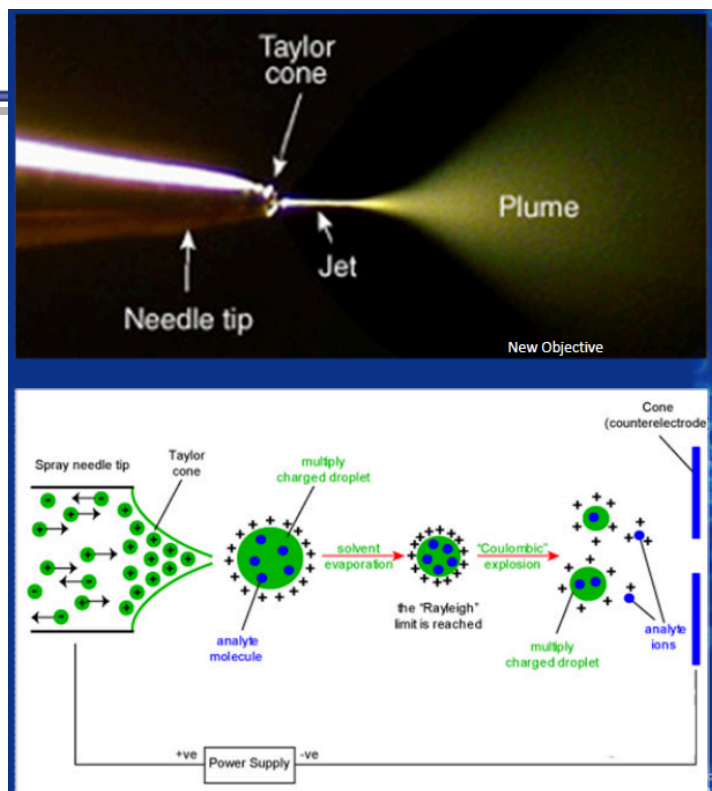 Taylor
cone
Plume
Jet
Needle tip
New Objective
Cone
(counterelectrode
Spray needle tip
Taylor
cone
multiply
charged droplet
solvent
evaporation
"Coulombic"
explosion
the "Rayleigh"
limit is reached
analyte
molecule
multiply
charged droplet
analyte
ions
+ve
Power Supply
-ve